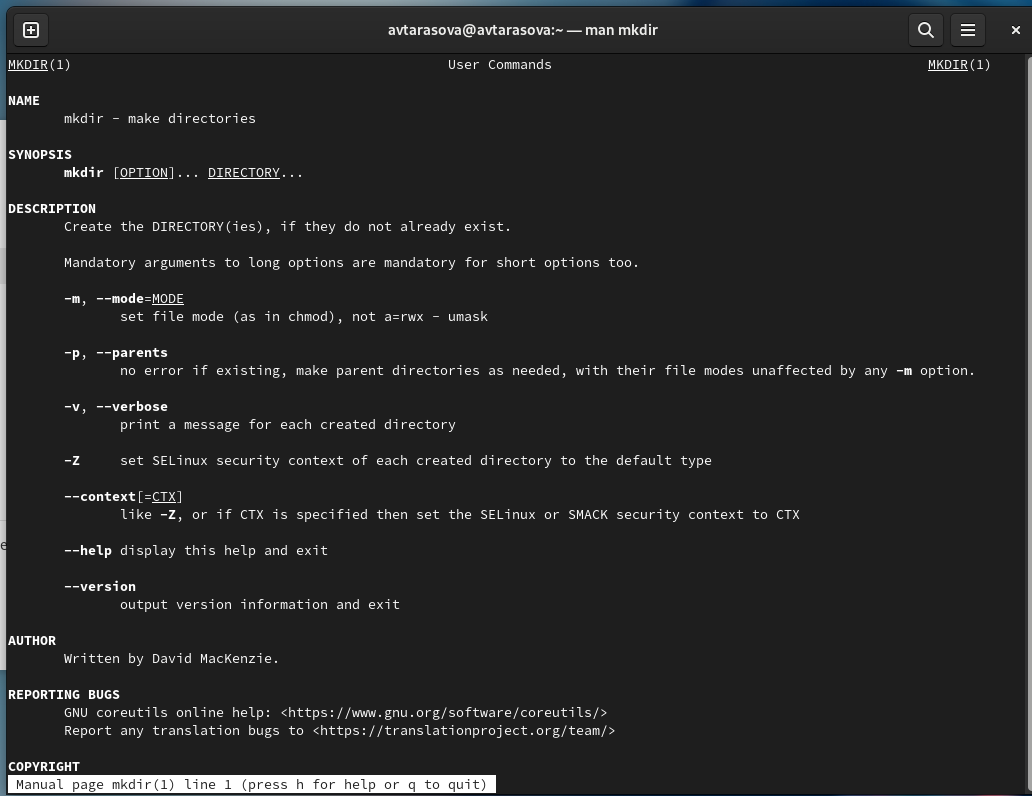 avtarasova@avtarasova:~ — man mkdir
MKDIR(1) User Commands MKDIR(1)
NAME
mkdir - make directories
SYNOPSIS
mkdir [OPTION]... DIRECTORY...
DESCRIPTION
Create the DIRECTORY(ies), if they do not already exist.
Mandatory arguments to long options are mandatory for short options too.
-m, --mode=MODE
set file mode (as in chmod), not a=rwx - umask
-p, --parents
no error if existing, make parent directories as needed, with their file modes unaffected by any -m option.
-v, --verbose
print a message for each created directory
-Z set SELinux security context of each created directory to the default type
--context[=CTX]
like -Z, or if CTX is specified then set the SELinux or SMACK security context to CTX
--help display this help and exit
--version
output version information and exit
AUTHOR
Written by David MacKenzie.
REPORTING BUGS
GNU coreutils online help: <https://www.gnu.org/software/coreutils/>
Report any translation bugs to <https://translationproject.org/team/>
COPYRIGHT
Manual page mkdir(1) line 1 (press h for help or q to quit)